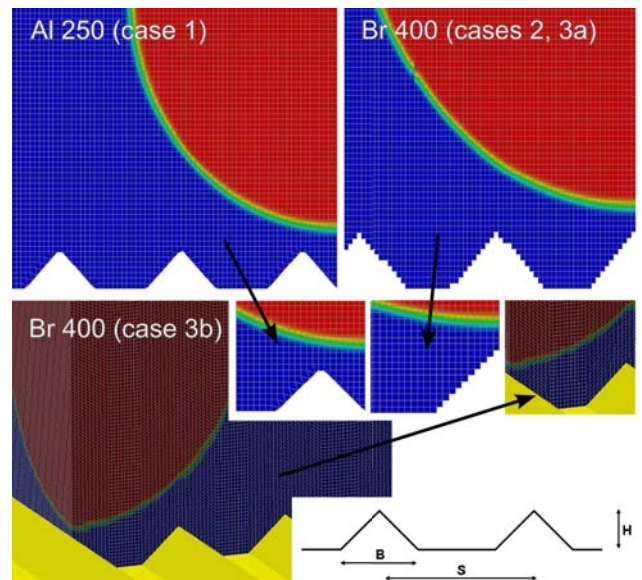 Al 250 (case 1)
Br 400 (cases 2, 3a)
Br 400 (case 3b)
H
B
S